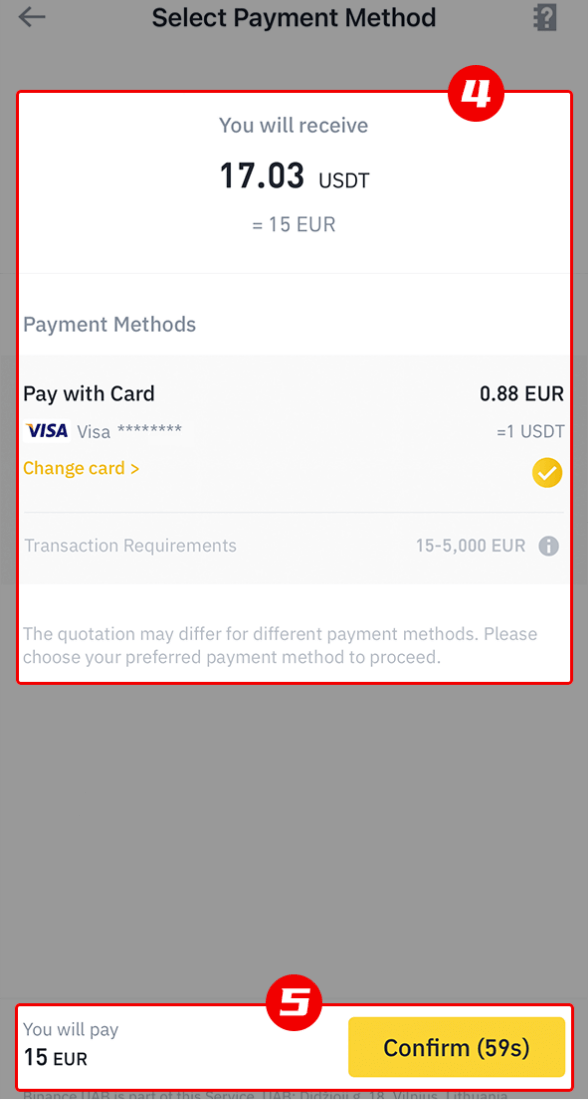 Select Payment Method
4
You will receive
17.03 USDT
= 15 EUR
Payment Methods
Pay with Card 0.88 EUR
VISA Visa ******** =1 USDT
Change card >
Transaction Requirements 15-5,000 EUR
The quotation may differ for different payment methods. Please
choose your preferred payment method to proceed.
5
You will pay
15 EUR
Confirm (59s)
Binance UAB is part of this Service. UAB: Didžioji g. 18, Vilnius, Lithuania